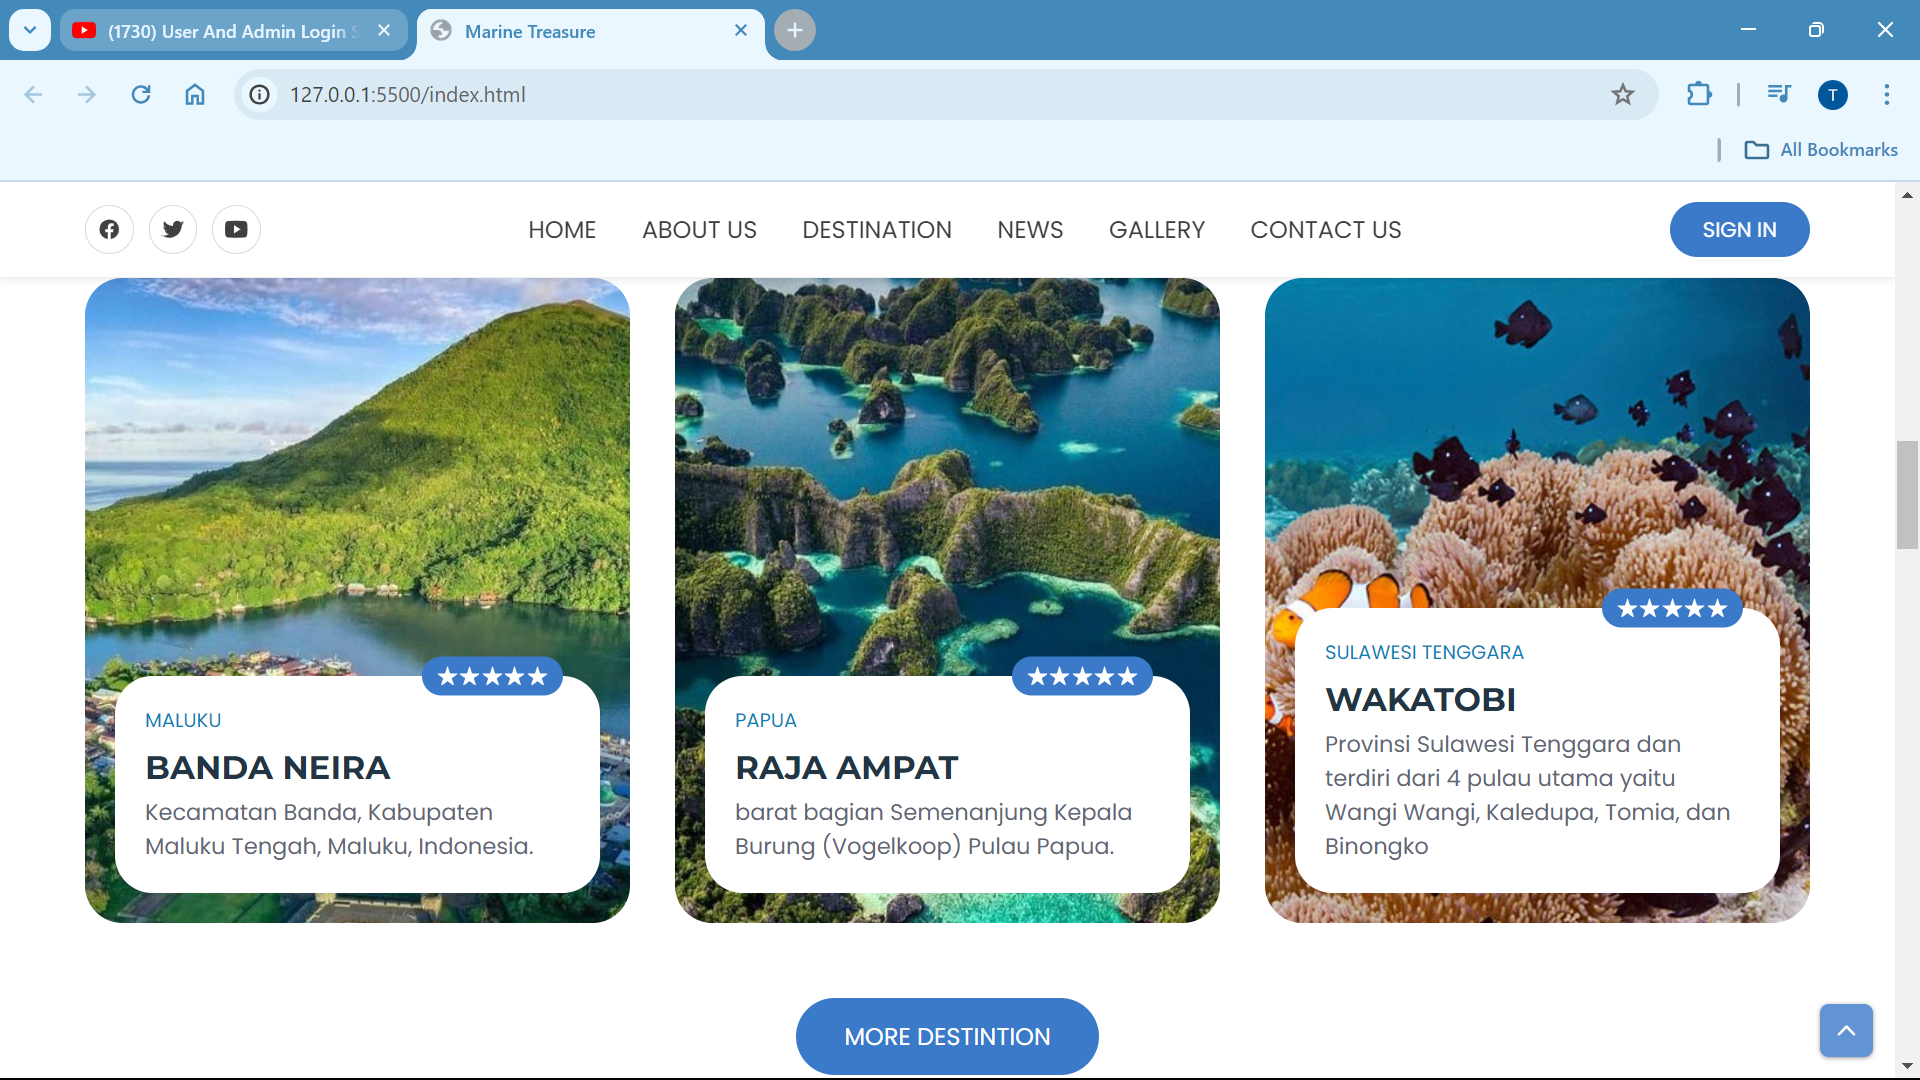 (1730) User And Admin Login
Marine Treasure
127.0.0.1:5500/index.html
T
All Bookmarks
HOME ABOUT US DESTINATION NEWS GALLERY CONTACT US
SIGN IN
MALUKU
BANDA NEIRA
Kecamatan Banda, Kabupaten
Maluku Tengah, Maluku, Indonesia.
PAPUA
RAJA AMPAT
barat bagian Semenanjung Kepala
Burung (Vogelkoop) Pulau Papua.
SULAWESI TENGGARA
WAKATOBI
Provinsi Sulawesi Tenggara dan
terdiri dari 4 pulau utama yaitu
Wangi Wangi, Kaledupa, Tomia, dan
Binongko
MORE DESTINTION